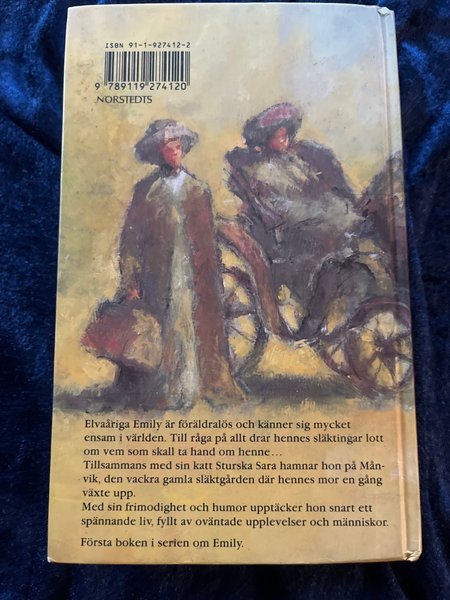 ISBN 91-1-927412-2
9 789119 274120
NORSTEDTS
Elvaåriga Emily är föräldralös och känner sig mycket
ensam i världen. Till råga på allt drar hennes släktingar lott
om vem som skall ta hand om henne…
Tillsammans med sin katt Sturska Sara hamnar hon på Mån-
vik, den vackra gamla släktgården där hennes mor en gång
växte upp.
Med sin frimodighet och humor upptäcker hon snart ett
spännande liv, fyllt av oväntade upplevelser och människor.
Första boken i serien om Emily.